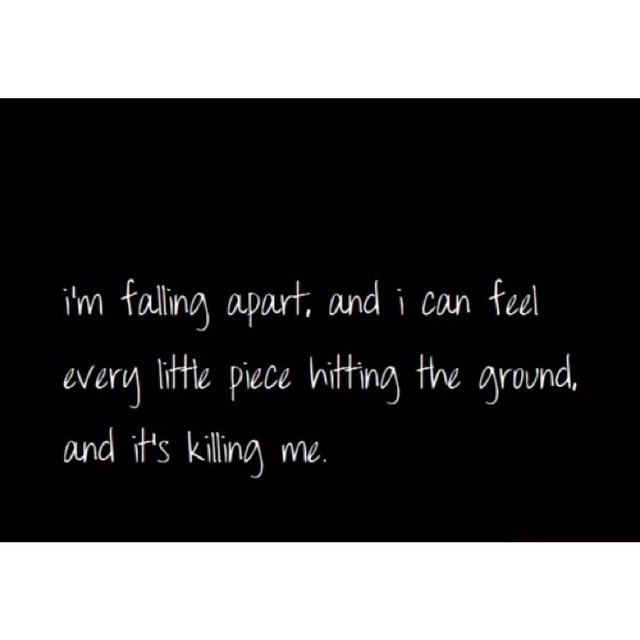 i'm falling apart, and i can feel
every little piece hitting the ground,
and it's killing me.